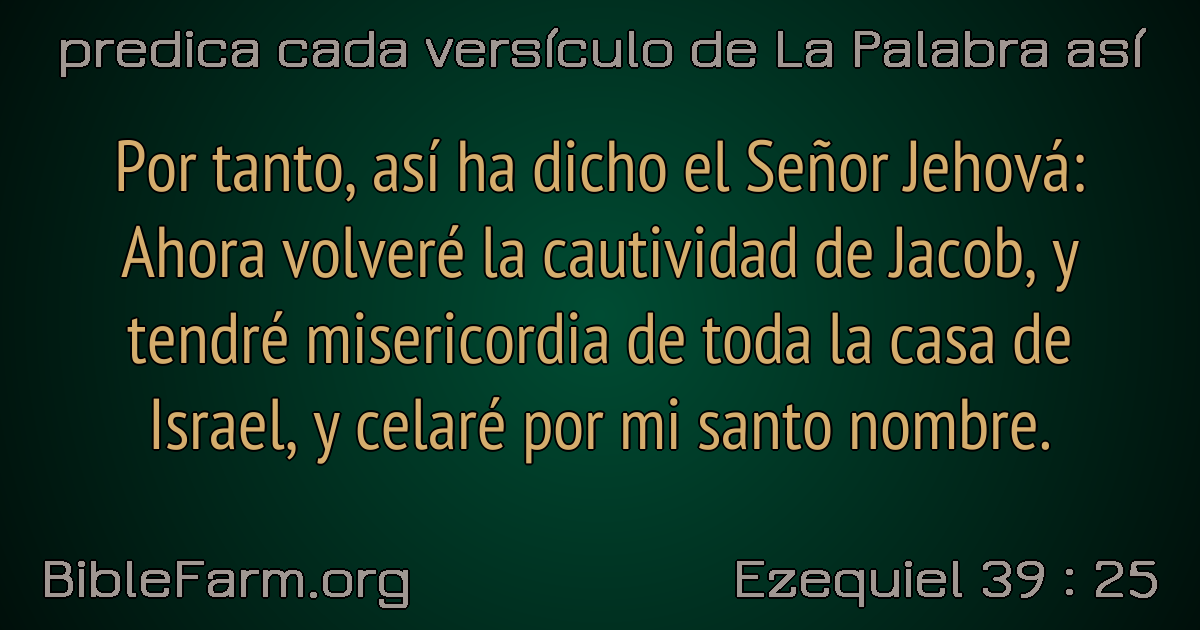 predica cada versículo de La Palabra así
Por tanto, así ha dicho el Señor Jehová:
Ahora volveré la cautividad de Jacob, y
tendré misericordia de toda la casa de
Israel, y celaré por mi santo nombre.
BibleFarm.org
Ezequiel 39 : 25